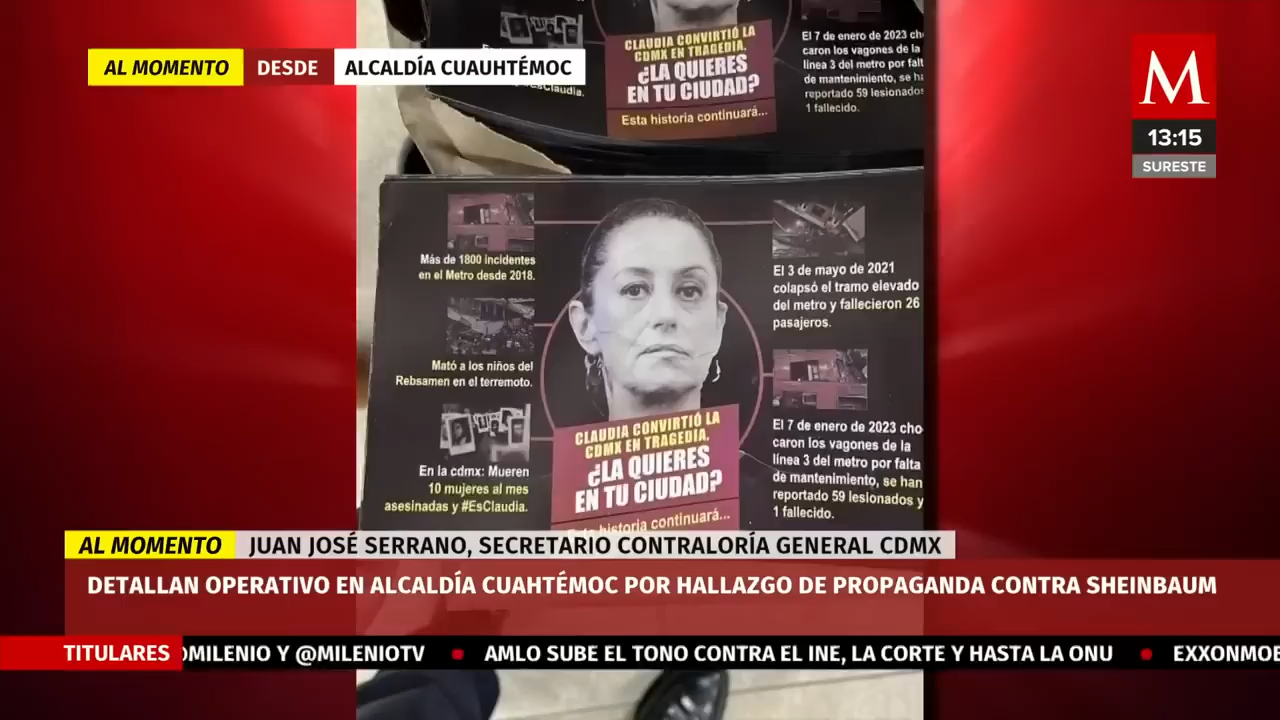 AL MOMENTO DESDE ALCALDÍA CUAUHTÉMOC
M
13:15
SURESTE
CLAUDIA CONVIRTIÓ LA
CDMX EN TRAGEDIA.
¿LA QUIERES
EN TU CIUDAD?
Esta historia continuará...
El 7 de enero de 2023 cho
caron los vagones de la
línea 3 del metro por falta
de mantenimiento, se han
reportado 59 lesionados
1 fallecido.
Más de 1800 incidentes
en el Metro desde 2018.
Mató a los niños del
Rebsamen en el terremoto.
En la cdmx: Mueren
10 mujeres al mes
asesinadas y #EsClaudia.
CLAUDIA CONVIRTIÓ LA
CDMX EN TRAGEDIA.
¿LA QUIERES
EN TU CIUDAD?
historia continuará...
El 3 de mayo de 2021
colapsó el tramo elevado
del metro y fallecieron 26
pasajeros.
El 7 de enero de 2023 cho
caron los vagones de la
línea 3 del metro por falta
de mantenimiento, se han
reportado 59 lesionados y
1 fallecido.
AL MOMENTO JUAN JOSÉ SERRANO, SECRETARIO CONTRALORÍA GENERAL CDMX
DETALLAN OPERATIVO EN ALCALDÍA CUAHTÉMOC POR HALLAZGO DE PROPAGANDA CONTRA SHEINBAUM
TITULARES MILENIO Y @MILENIOTV • AMLO SUBE EL TONO CONTRA EL INE, LA CORTE Y HASTA LA ONU • EXXONMOB